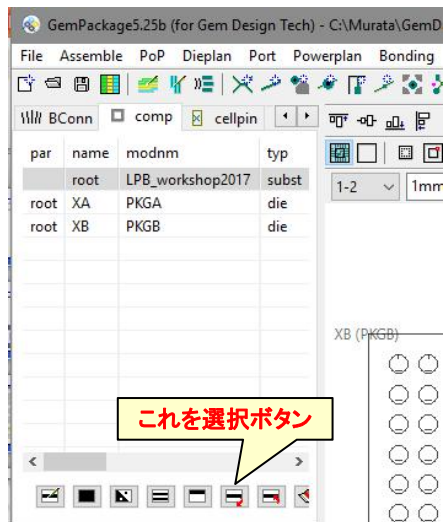 GemPackage5.25b (for Gem Design Tech) - C:\Murata\GemD
File Assemble PoP Dieplan Port Powerplan Bonding
BConn comp cellpin
par name modnm typ
root LPB_workshop2017 subst
root XA PKGA die
root XB PKGB die
1-2 1mm
XB (PKGB)
これを選択ボタン